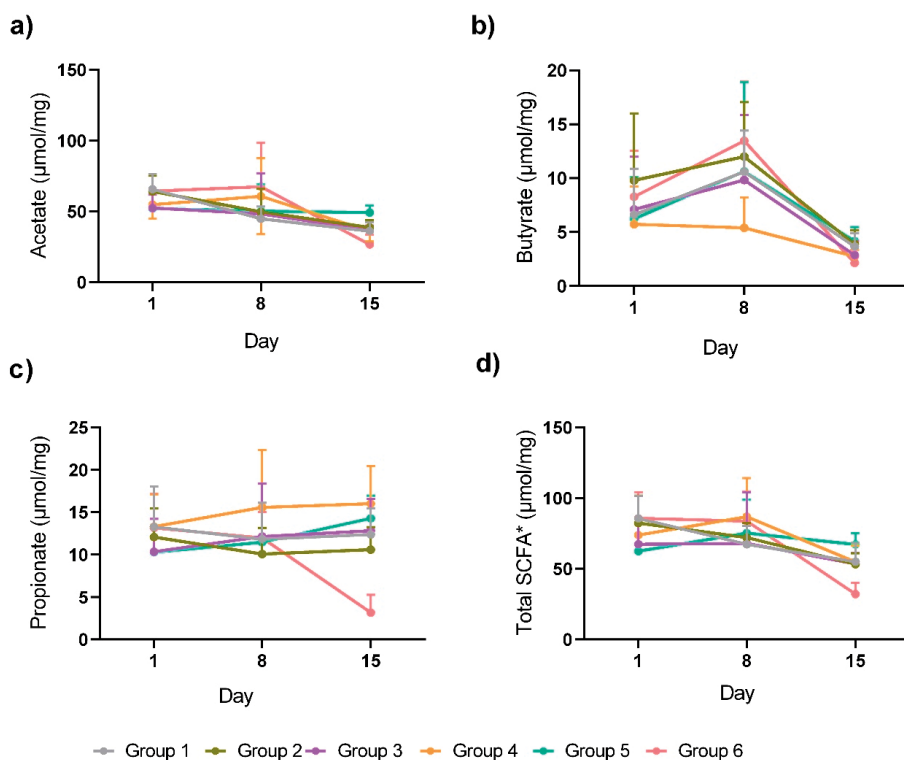 a)
150
100
50
0
Acetate (µmol/mg)
1 8 15
Day
b)
20
15
10
5
0
Butyrate (µmol/mg)
1 8 15
Day
c)
25
20
15
10
5
0
Propionate (µmol/mg)
1 8 15
Day
d)
150
100
50
0
Total SCFA* (µmol/mg)
1 8 15
Day
Group 1 Group 2 Group 3 Group 4 Group 5 Group 6